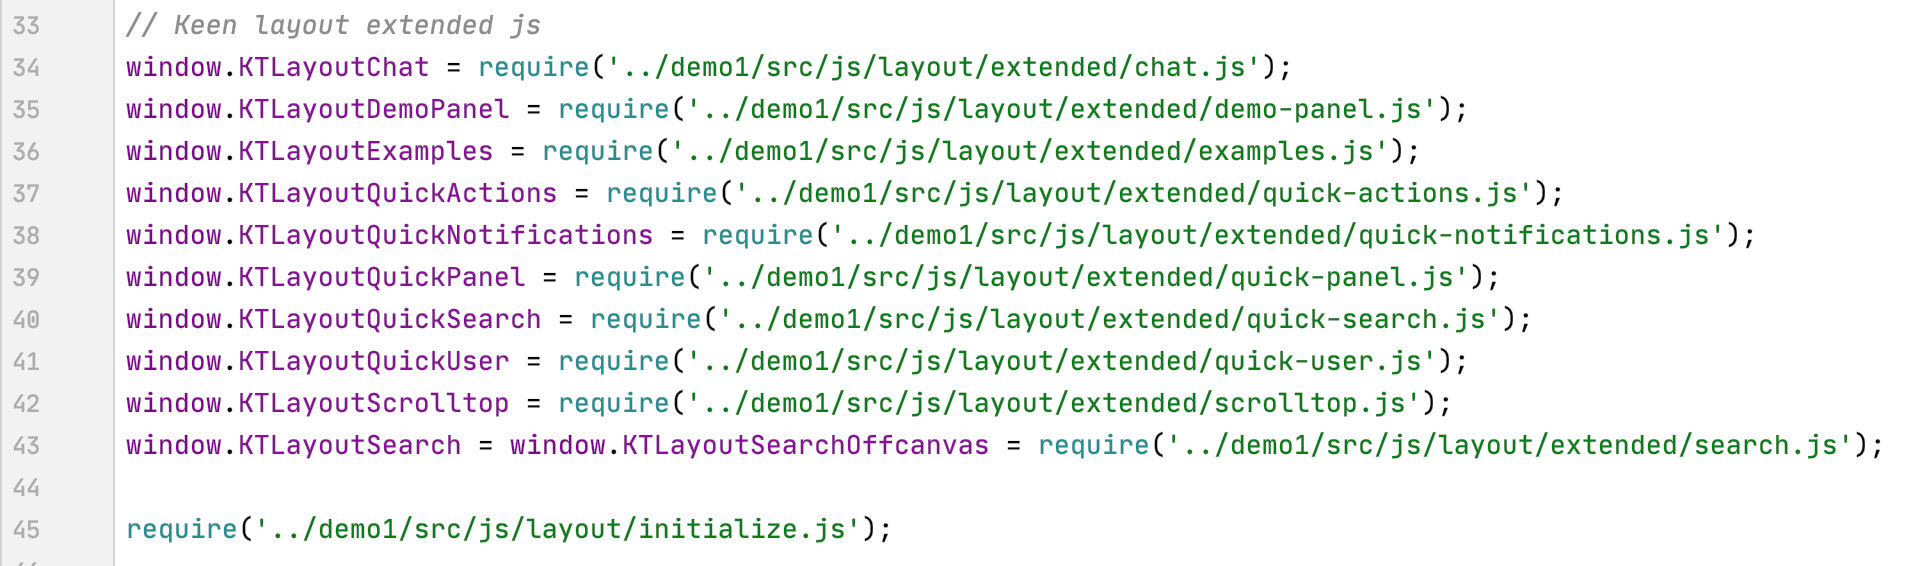 33 // Keen layout extended js
34 window.KTLayoutChat = require('../demo1/src/js/layout/extended/chat.js');
35 window.KTLayoutDemoPanel = require('../demo1/src/js/layout/extended/demo-panel.js');
36 window.KTLayoutExamples = require('../demo1/src/js/layout/extended/examples.js');
37 window.KTLayoutQuickActions = require('../demo1/src/js/layout/extended/quick-actions.js');
38 window.KTLayoutQuickNotifications = require('../demo1/src/js/layout/extended/quick-notifications.js');
39 window.KTLayoutQuickPanel = require('../demo1/src/js/layout/extended/quick-panel.js');
40 window.KTLayoutQuickSearch = require('../demo1/src/js/layout/extended/quick-search.js');
41 window.KTLayoutQuickUser = require('../demo1/src/js/layout/extended/quick-user.js');
42 window.KTLayoutScrolltop = require('../demo1/src/js/layout/extended/scrolltop.js');
43 window.KTLayoutSearch = window.KTLayoutSearchOffcanvas = require('../demo1/src/js/layout/extended/search.js');
44
45 require('../demo1/src/js/layout/initialize.js');